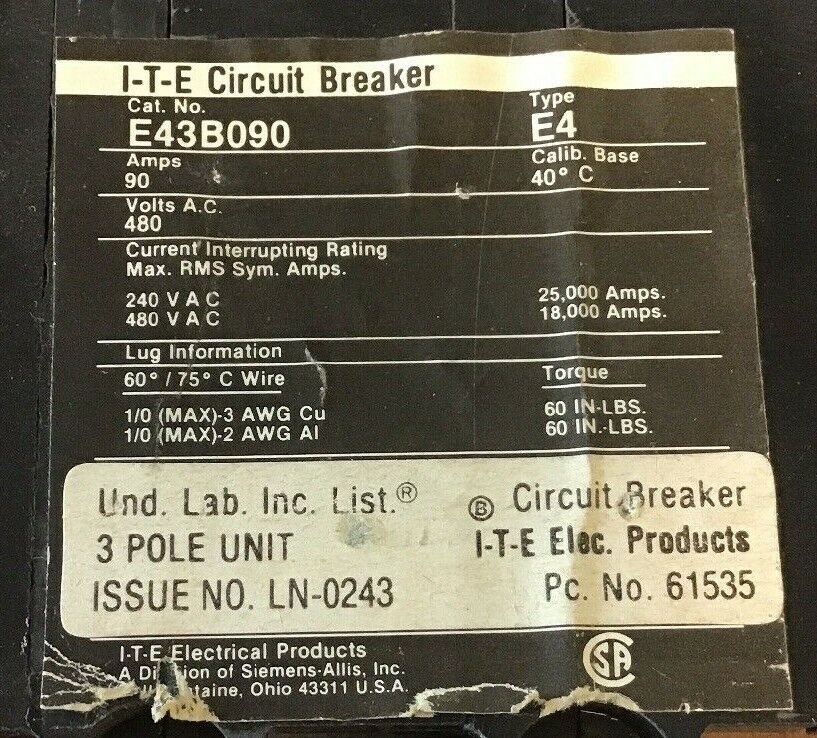 I-T-E Circuit Breaker
Cat. No. Type
E43B090 E4
Amps Calib. Base
90 40° C
Volts A.C.
480
Current Interrupting Rating
Max. RMS Sym. Amps.
240 V A C 25,000 Amps.
480 V A C 18,000 Amps.
Lug Information
60° / 75° C Wire Torque
1/0 (MAX)-3 AWG Cu 60 IN-LBS.
1/0 (MAX)-2 AWG Al 60 IN.-LBS.
Und. Lab. Inc. List.® Ⓑ Circuit Breaker
3 POLE UNIT I-T-E Elec. Products
ISSUE NO. LN-0243 Pc. No. 61535
I-T-E Electrical Products
A of Siemens-Allis, Inc.
Ohio 43311 U.S.A.
SA